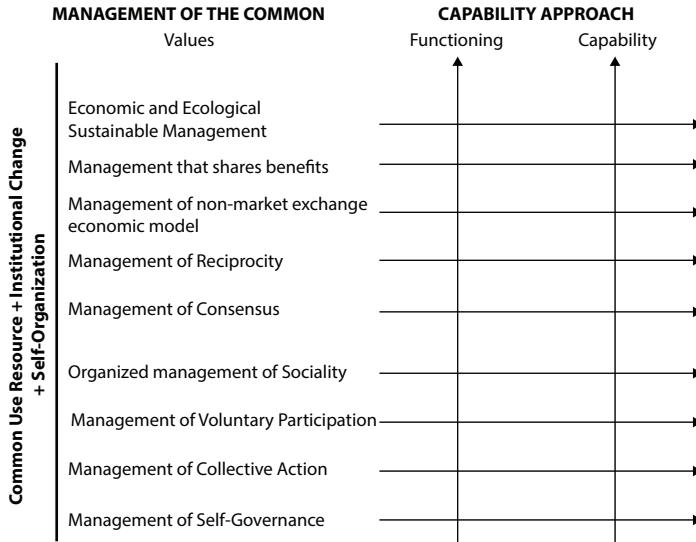 MANAGEMENT OF THE COMMON
CAPABILITY APPROACH
Values
Functioning
Capability
Common Use Resource + Institutional Change
+ Self-Organization
Economic and Ecological
Sustainable Management
Management that shares benefits
Management of non-market exchange
economic model
Management of Reciprocity
Management of Consensus
Organized management of Sociality
Management of Voluntary Participation
Management of Collective Action
Management of Self-Governance